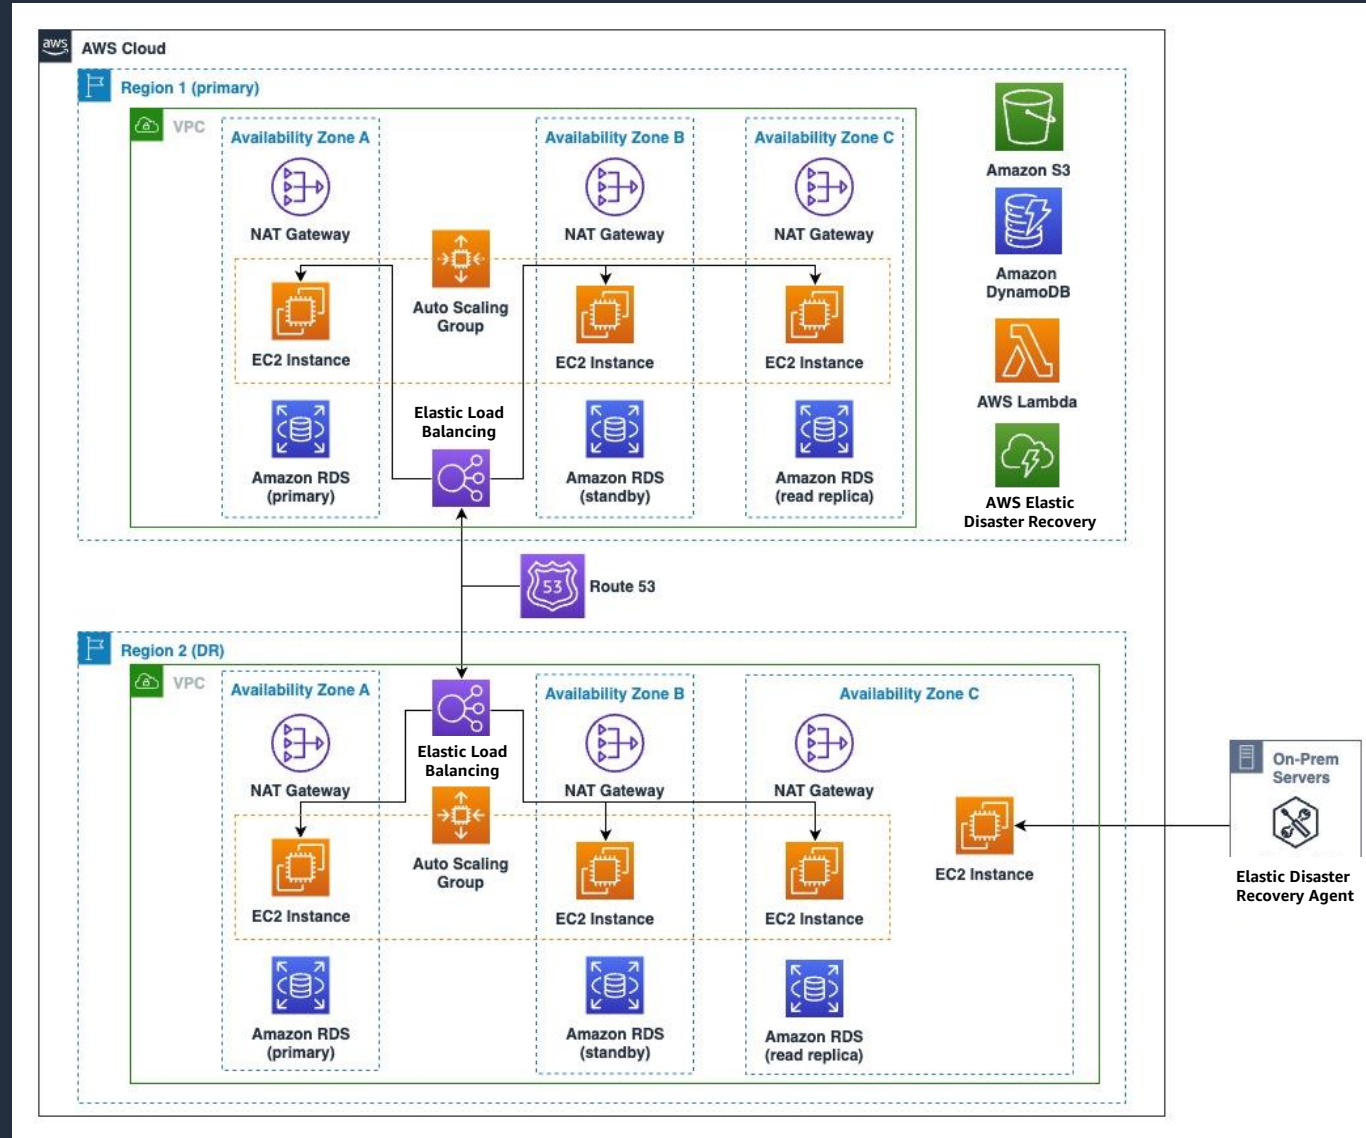 aws
AWS Cloud
Region 1 (primary)
VPC
Availability Zone A
Availability Zone B
Availability Zone C
NAT Gateway
NAT Gateway
NAT Gateway
Auto Scaling
Group
EC2 Instance
EC2 Instance
EC2 Instance
Elastic Load
Balancing
Amazon RDS
(primary)
Amazon RDS
(standby)
Amazon RDS
(read replica)
Amazon S3
Amazon
DynamoDB
AWS Lambda
AWS Elastic
Disaster Recovery
53
Route 53
Region 2 (DR)
VPC
Availability Zone A
Availability Zone B
Availability Zone C
Elastic Load
Balancing
NAT Gateway
NAT Gateway
NAT Gateway
Auto Scaling
Group
EC2 Instance
EC2 Instance
EC2 Instance
EC2 Instance
Amazon RDS
(primary)
Amazon RDS
(standby)
Amazon RDS
(read replica)
On-Prem
Servers
Elastic Disaster
Recovery Agent